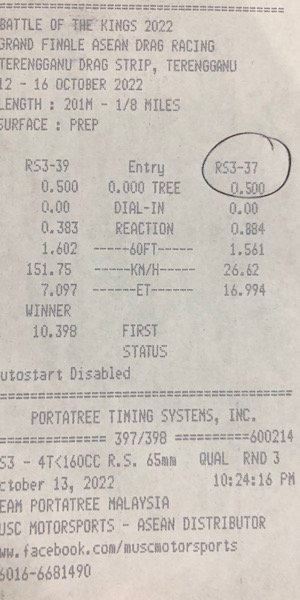 BATTLE OF THE KINGS 2022
GRAND FINALE ASEAN DRAG RACING
TERENGGANU DRAG STRIP, TERENGGANU
12 - 16 OCTOBER 2022
LENGTH : 201M - 1/8 MILES
SURFACE : PREP
RS3-39 Entry RS3-37
0.500 0.000 TREE 0.500
0.00 DIAL-IN 0.00
0.383 REACTION 0.884
1.602 -----60FT----- 1.561
151.75 -----KM/H----- 26.62
7.097 ------ET------ 16.994
WINNER
10.398 FIRST
STATUS
utostart Disabled
PORTATREE TIMING SYSTEMS, INC.
============= 397/398 ==========600214
S3 - 4T<160CC R.S. 65mm QUAL RND 3
ctober 13, 2022 10:24:16 PM
EAM PORTATREE MALAYSIA
USC MOTORSPORTS - ASEAN DISTRIBUTOR
ww.facebook.com/muscmotorsports
6016-6681490